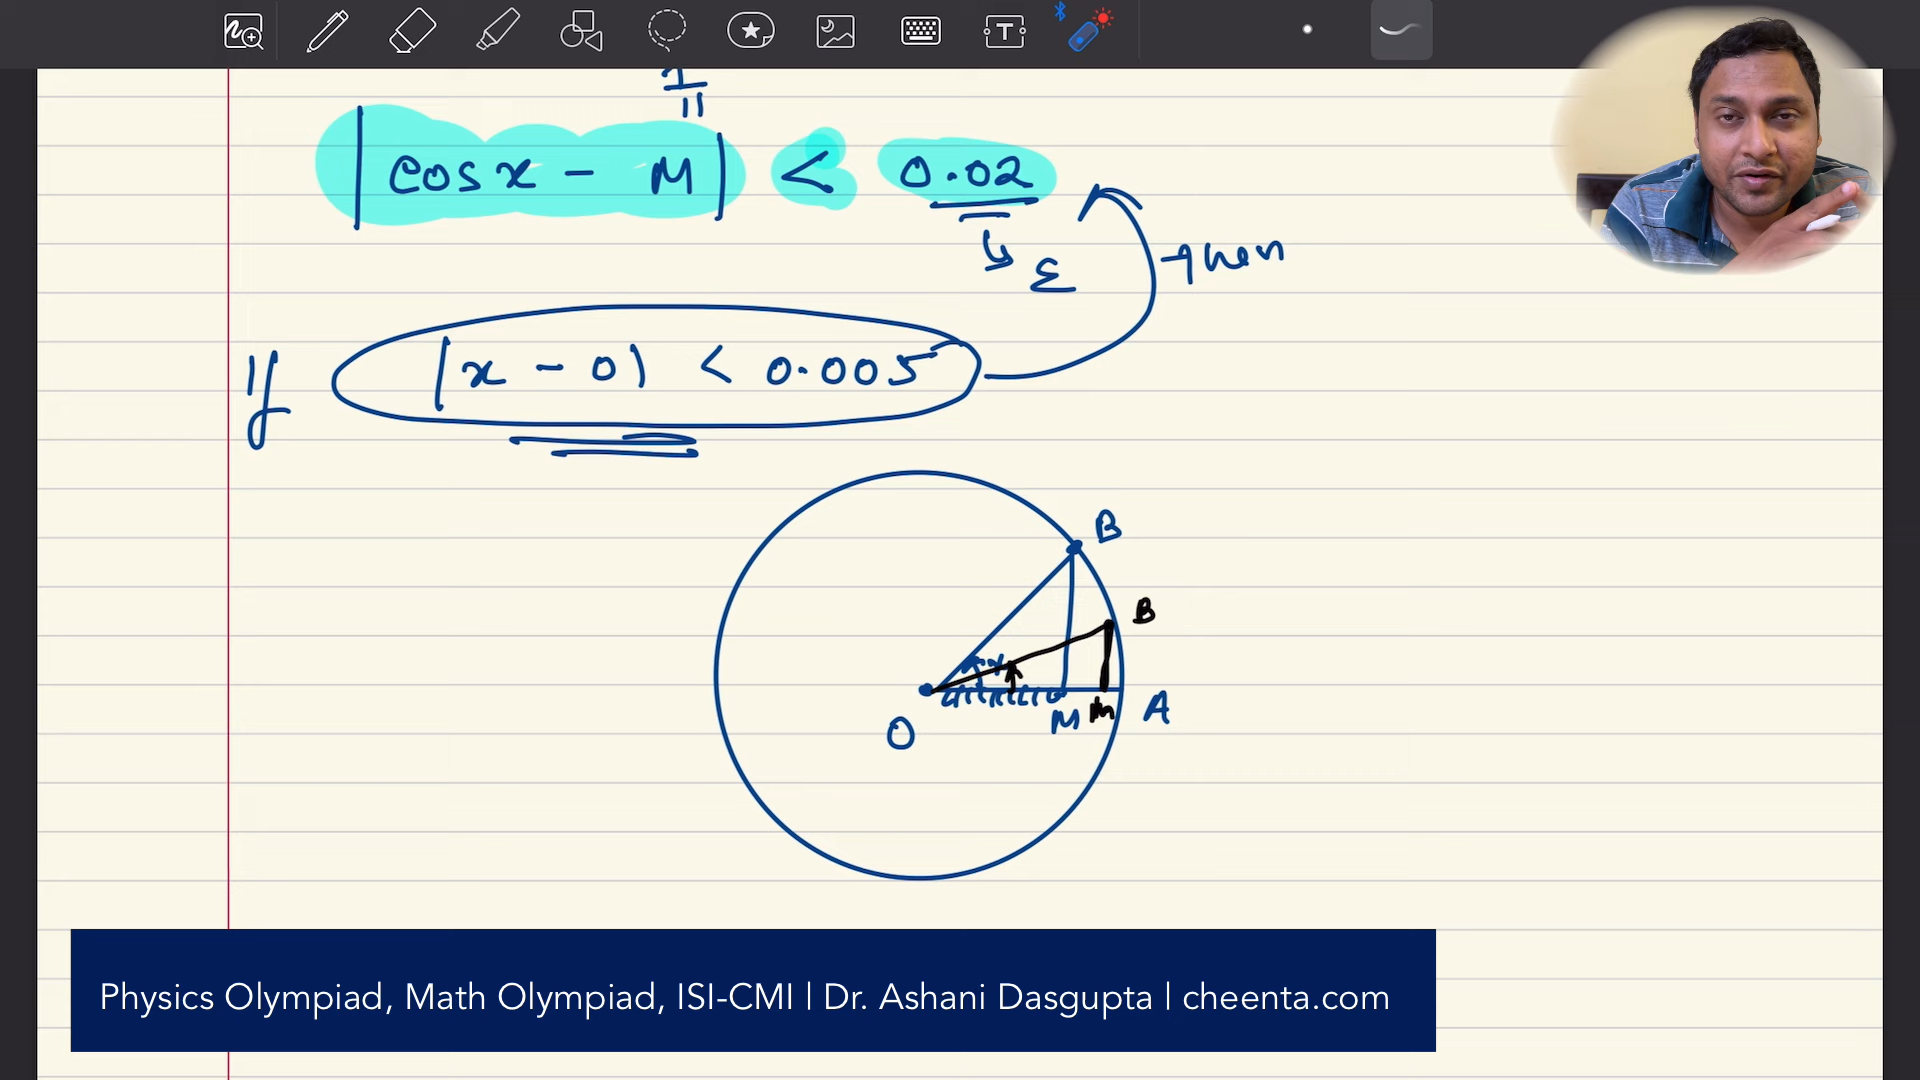 1
=
|cos x - M| < 0.02
↳ ε
then
If |x - 0| < 0.005
B
B
x
O M m A
Physics Olympiad, Math Olympiad, ISI-CMI | Dr. Ashani Dasgupta | cheenta.com